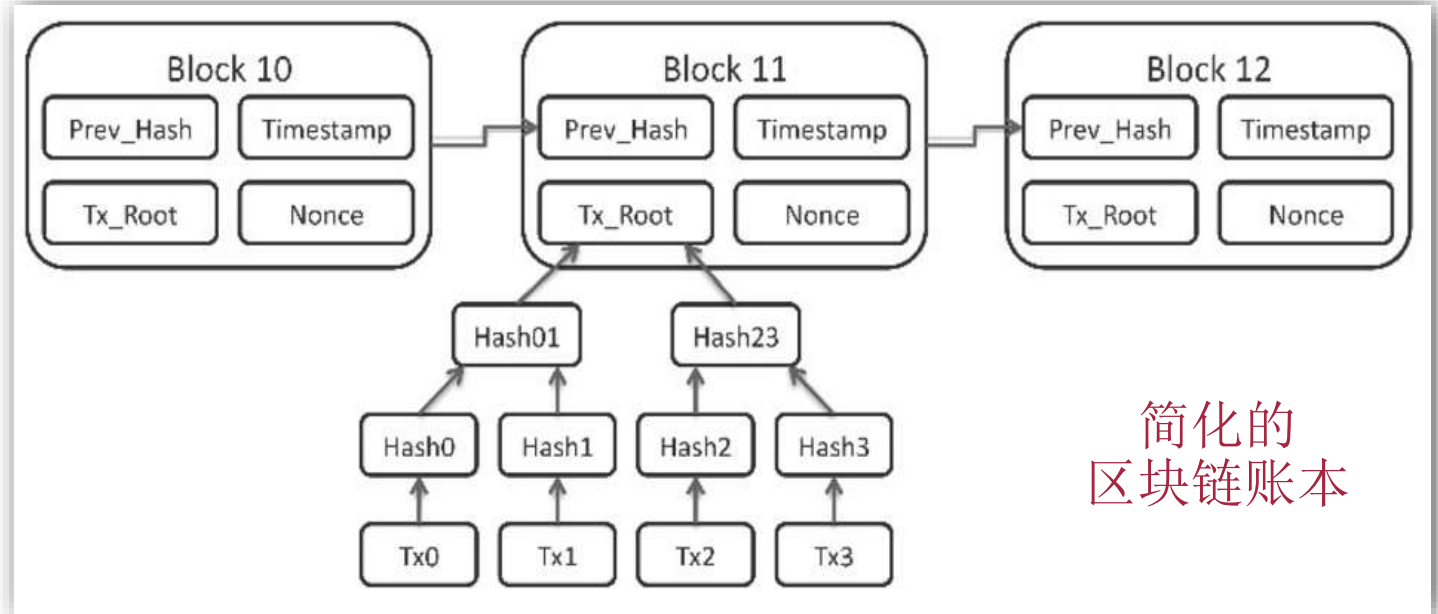 Block 10 Block 11 Block 12
Prev_Hash Timestamp Prev_Hash Timestamp Prev_Hash Timestamp
Tx_Root Nonce Tx_Root Nonce Tx_Root Nonce
Hash01 Hash23
Hash0 Hash1 Hash2 Hash3
Tx0 Tx1 Tx2 Tx3
简化的
区块链账本